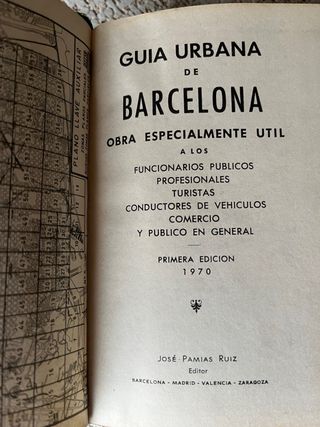 PLANO LLAVE AUXILIAR
GUIA URBANA
DE
BARCELONA
OBRA ESPECIALMENTE UTIL
A LOS
FUNCIONARIOS PUBLICOS
PROFESIONALES
TURISTAS
CONDUCTORES DE VEHICULOS
COMERCIO
Y PUBLICO EN GENERAL
PRIMERA EDICION
1970
JOSÉ PAMIAS RUIZ
Editor
BARCELONA - MADRID - VALENCIA - ZARAGOZA